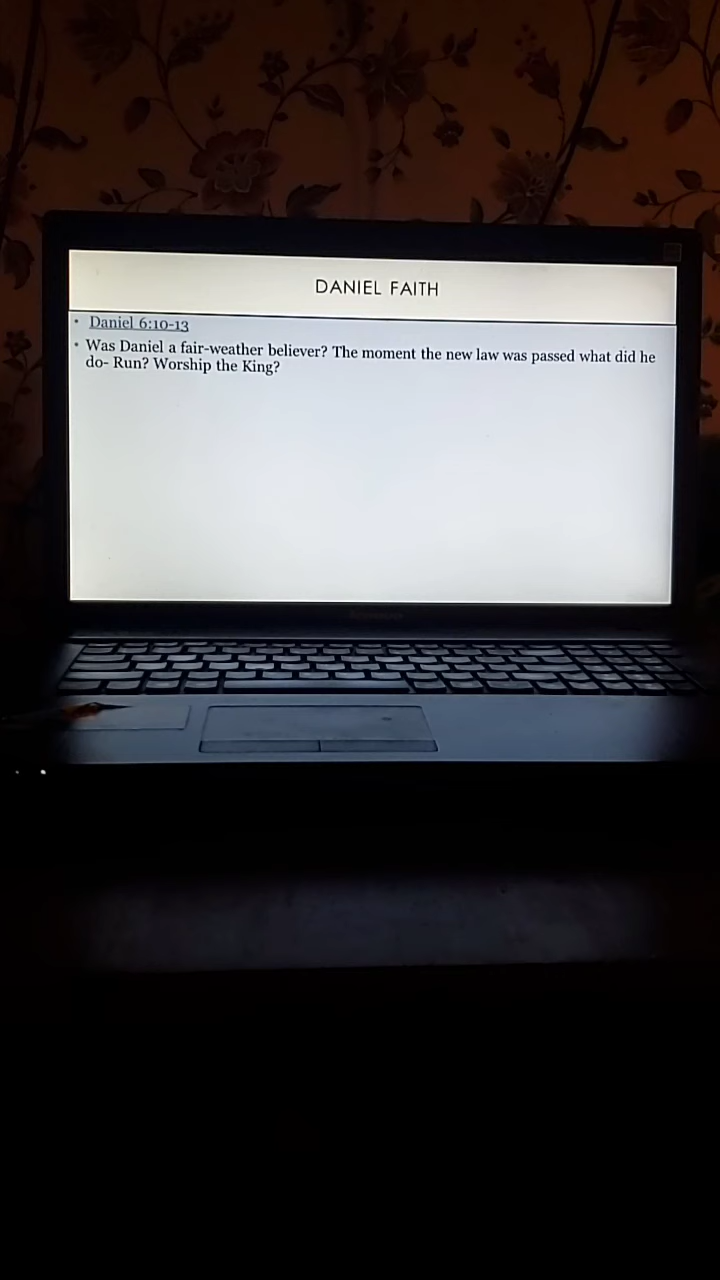 DANIEL FAITH
• Daniel 6:10-13
• Was Daniel a fair-weather believer? The moment the new law was passed what did he
do- Run? Worship the King?